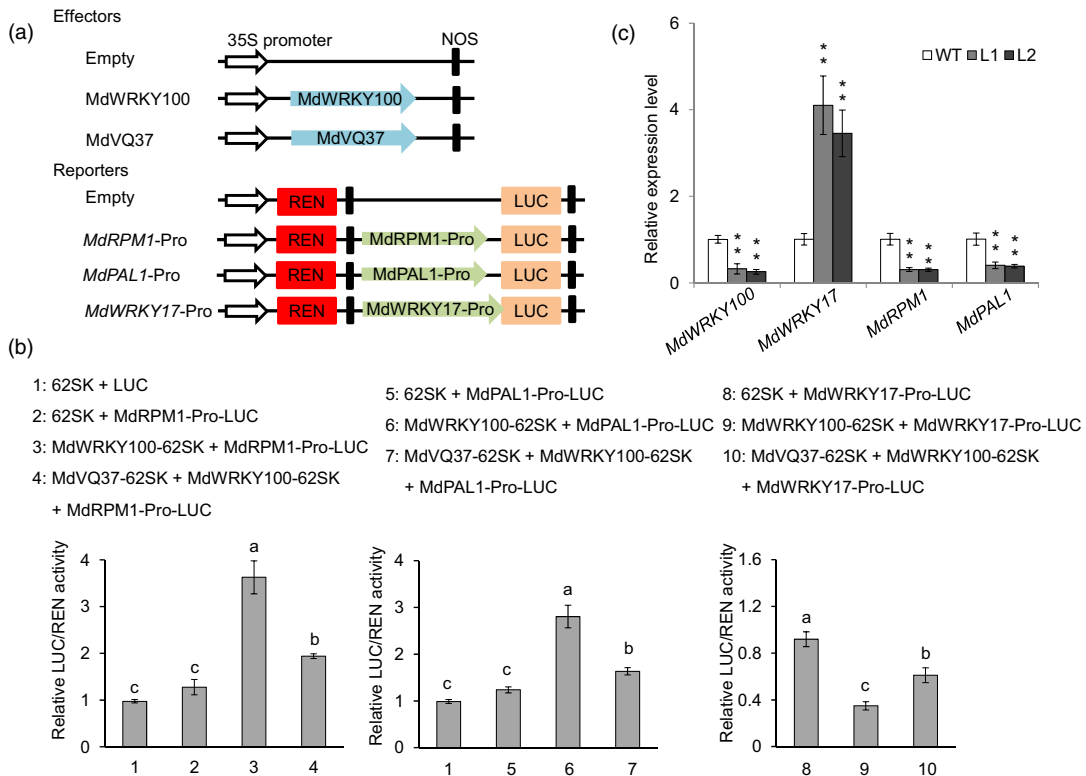 (a)
Effectors
35S promoter
NOS
Empty
MdWRKY100
MdWRKY100
MdVQ37
MdVQ37
Reporters
Empty
REN
LUC
MdRPM1-Pro
REN
MdRPM1-Pro
LUC
MdPAL1-Pro
REN
MdPAL1-Pro
LUC
MdWRKY17-Pro
REN
MdWRKY17-Pro
LUC
(c)
Relative expression level
6
4
2
1
0
WT L1 L2
* *
* *
* *
* *
* *
* *
* *
* *
MdWRKY100
MdWRKY17
MdRPM1
MdPAL1
(b)
1: 62SK + LUC
2: 62SK + MdRPM1-Pro-LUC
3: MdWRKY100-62SK + MdRPM1-Pro-LUC
4: MdVQ37-62SK + MdWRKY100-62SK
+ MdRPM1-Pro-LUC
5: 62SK + MdPAL1-Pro-LUC
6: MdWRKY100-62SK + MdPAL1-Pro-LUC
7: MdVQ37-62SK + MdWRKY100-62SK
+ MdPAL1-Pro-LUC
8: 62SK + MdWRKY17-Pro-LUC
9: MdWRKY100-62SK + MdWRKY17-Pro-LUC
10: MdVQ37-62SK + MdWRKY100-62SK
+ MdWRKY17-Pro-LUC
Relative LUC/REN activity
4
3
2
1
0
c
c
a
b
1 2 3 4
Relative LUC/REN activity
4
3
2
1
0
c
c
a
b
1 5 6 7
Relative LUC/REN activity
1.6
1.2
0.8
0.4
0
a
c
b
8 9 10